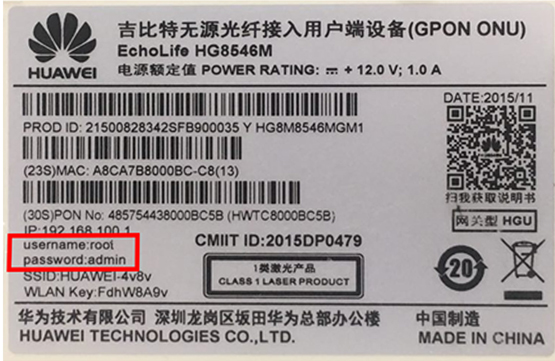 HUAWEI
吉比特无源光纤接入用户端设备(GPON ONU)
EchoLife HG8546M
电源额定值 POWER RATING: ⎓ + 12.0 V; 1.0 A
DATE:2015/11
PROD ID: 21500828342SFB900035 Y HG8M8546MGM1
(23S)MAC: A8CA7B8000BC-C8(13)
扫我获取说明书
(30S)PON No: 485754438000BC5B (HWTC8000BC5B)
网关型 HGU
IP:192.168.100.1
username:root
password:admin
CMIIT ID:2015DP0479
SSID:HUAWEI-4v8v
WLAN Key:FdhW8A9v
1类激光产品
CLASS 1 LASER PRODUCT
20
华为技术有限公司 深圳龙岗区坂田华为总部办公楼
中国制造
HUAWEI TECHNOLOGIES CO., LTD.
MADE IN CHINA